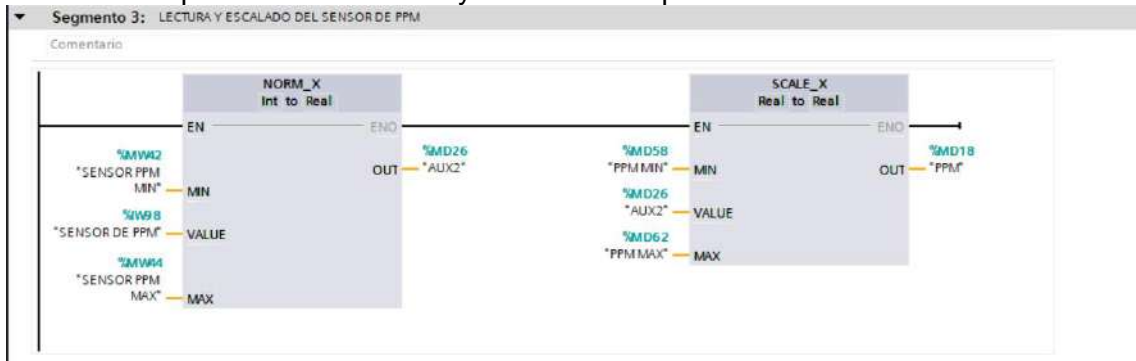 Segmento 3: LECTURA Y ESCALADO DEL SENSOR DE PPM
Comentario
NORM_X
Int to Real
EN
ENO
%MW42
"SENSOR PPM
MIN"
MIN
%IW98
"SENSOR DE PPM"
VALUE
%MW44
"SENSOR PPM
MAX"
MAX
OUT
%MD26
"AUX2"
SCALE_X
Real to Real
EN
ENO
%MD58
"PPM MIN"
MIN
%MD26
"AUX2"
VALUE
%MD62
"PPM MAX"
MAX
OUT
%MD18
"PPM"